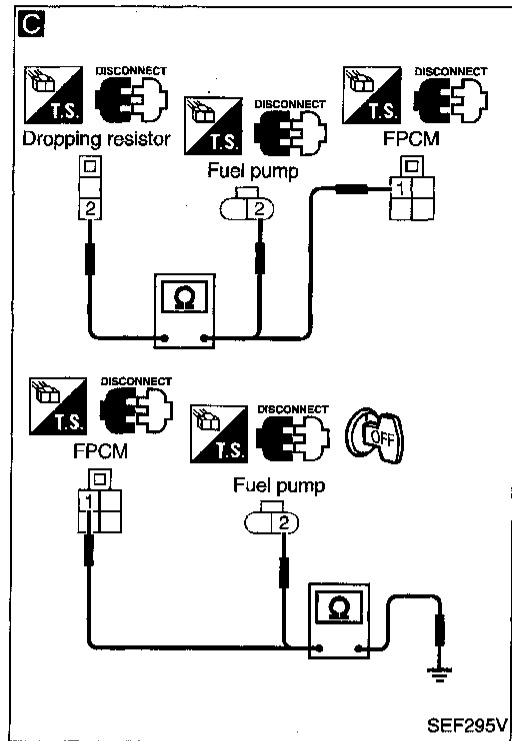 C
DISCONNECT
T.S.
Dropping resistor
2
DISCONNECT
T.S.
Fuel pump
2
DISCONNECT
T.S.
FPCM
1
Ω
DISCONNECT
T.S.
FPCM
1
DISCONNECT
T.S.
OFF
Fuel pump
2
Ω
SEF295V